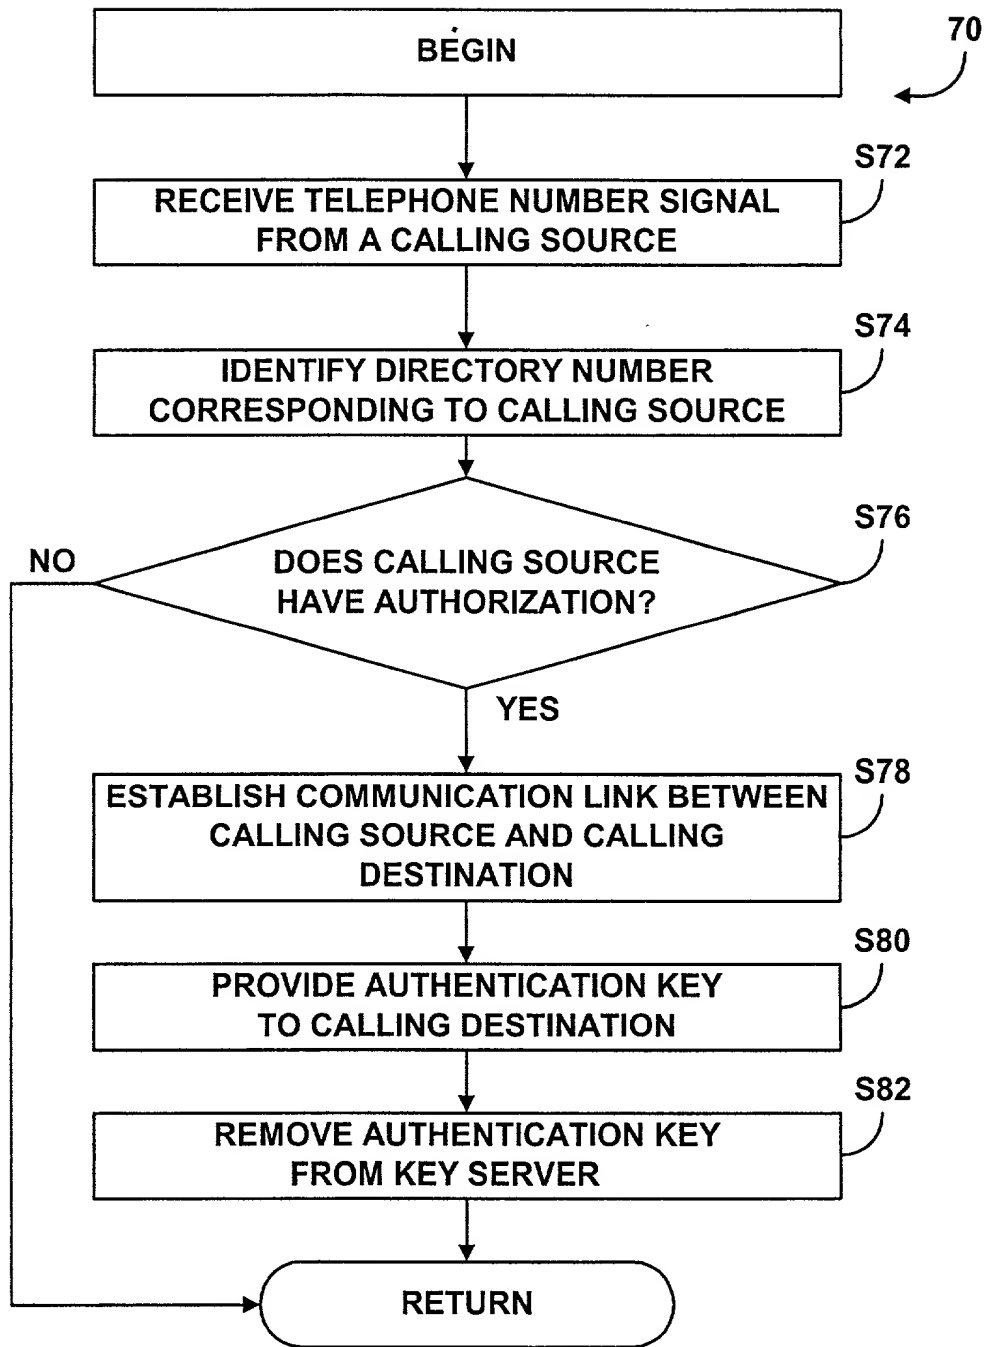 BEGIN
70
S72
RECEIVE TELEPHONE NUMBER SIGNAL
FROM A CALLING SOURCE
S74
IDENTIFY DIRECTORY NUMBER
CORRESPONDING TO CALLING SOURCE
S76
NO
DOES CALLING SOURCE
HAVE AUTHORIZATION?
YES
S78
ESTABLISH COMMUNICATION LINK BETWEEN
CALLING SOURCE AND CALLING
DESTINATION
S80
PROVIDE AUTHENTICATION KEY
TO CALLING DESTINATION
S82
REMOVE AUTHENTICATION KEY
FROM KEY SERVER
RETURN